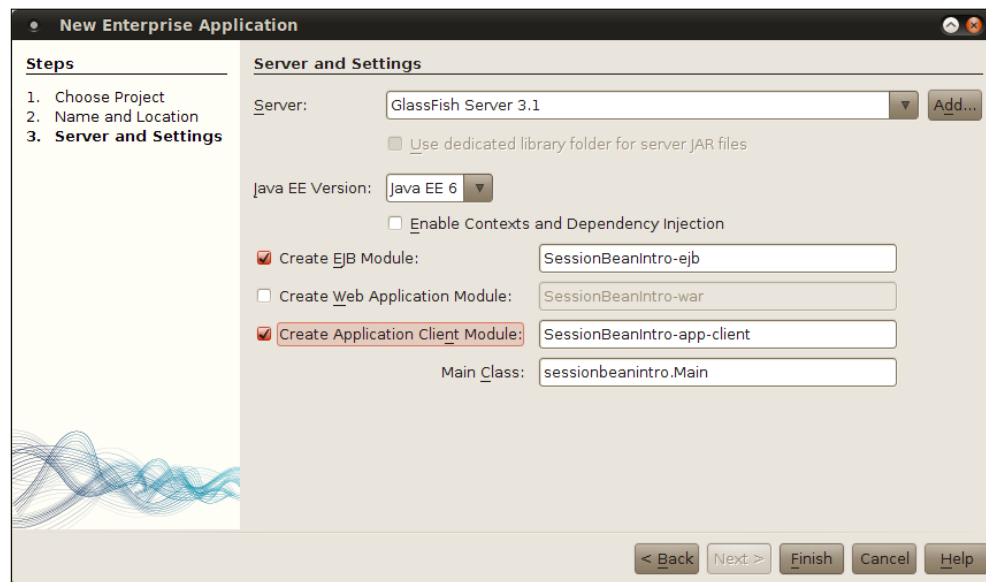 New Enterprise Application
Steps
1. Choose Project
2. Name and Location
3. Server and Settings
Server and Settings
Server: GlassFish Server 3.1 Add...
Use dedicated library folder for server JAR files
Java EE Version: Java EE 6
Enable Contexts and Dependency Injection
Create EJB Module: SessionBeanIntro-ejb
Create Web Application Module: SessionBeanIntro-war
Create Application Client Module: SessionBeanIntro-app-client
Main Class: sessionbeanintro.Main
< Back Next > Finish Cancel Help